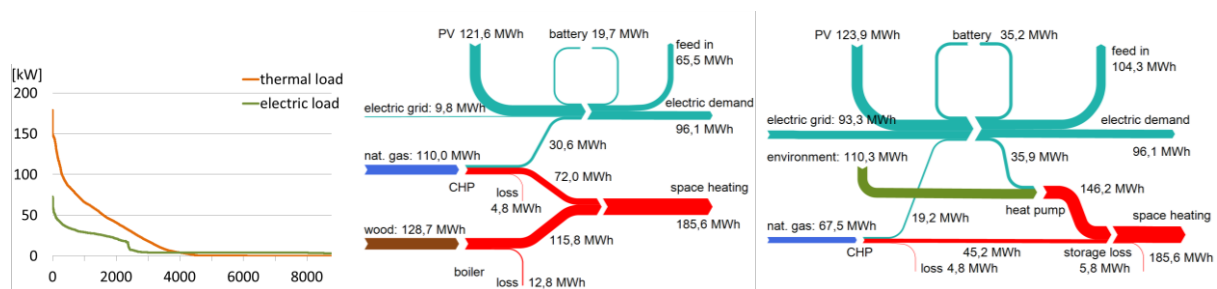 [kW]
thermal load
electric load
200
150
100
50
0
0 2000 4000 6000 8000
PV 121,6 MWh
battery 19,7 MWh
feed in
65,5 MWh
electric grid: 9,8 MWh
electric demand
96,1 MWh
30,6 MWh
nat. gas: 110,0 MWh
72,0 MWh
CHP
loss
4,8 MWh
space heating
185,6 MWh
wood: 128,7 MWh
115,8 MWh
boiler
loss
12,8 MWh
PV 123,9 MWh
battery 35,2 MWh
feed in
104,3 MWh
electric grid: 93,3 MWh
electric demand
96,1 MWh
environment: 110,3 MWh
35,9 MWh
146,2 MWh
heat pump
19,2 MWh
nat. gas: 67,5 MWh
space heating
CHP
45,2 MWh
loss 4,8 MWh
storage loss
5,8 MWh
185,6 MWh